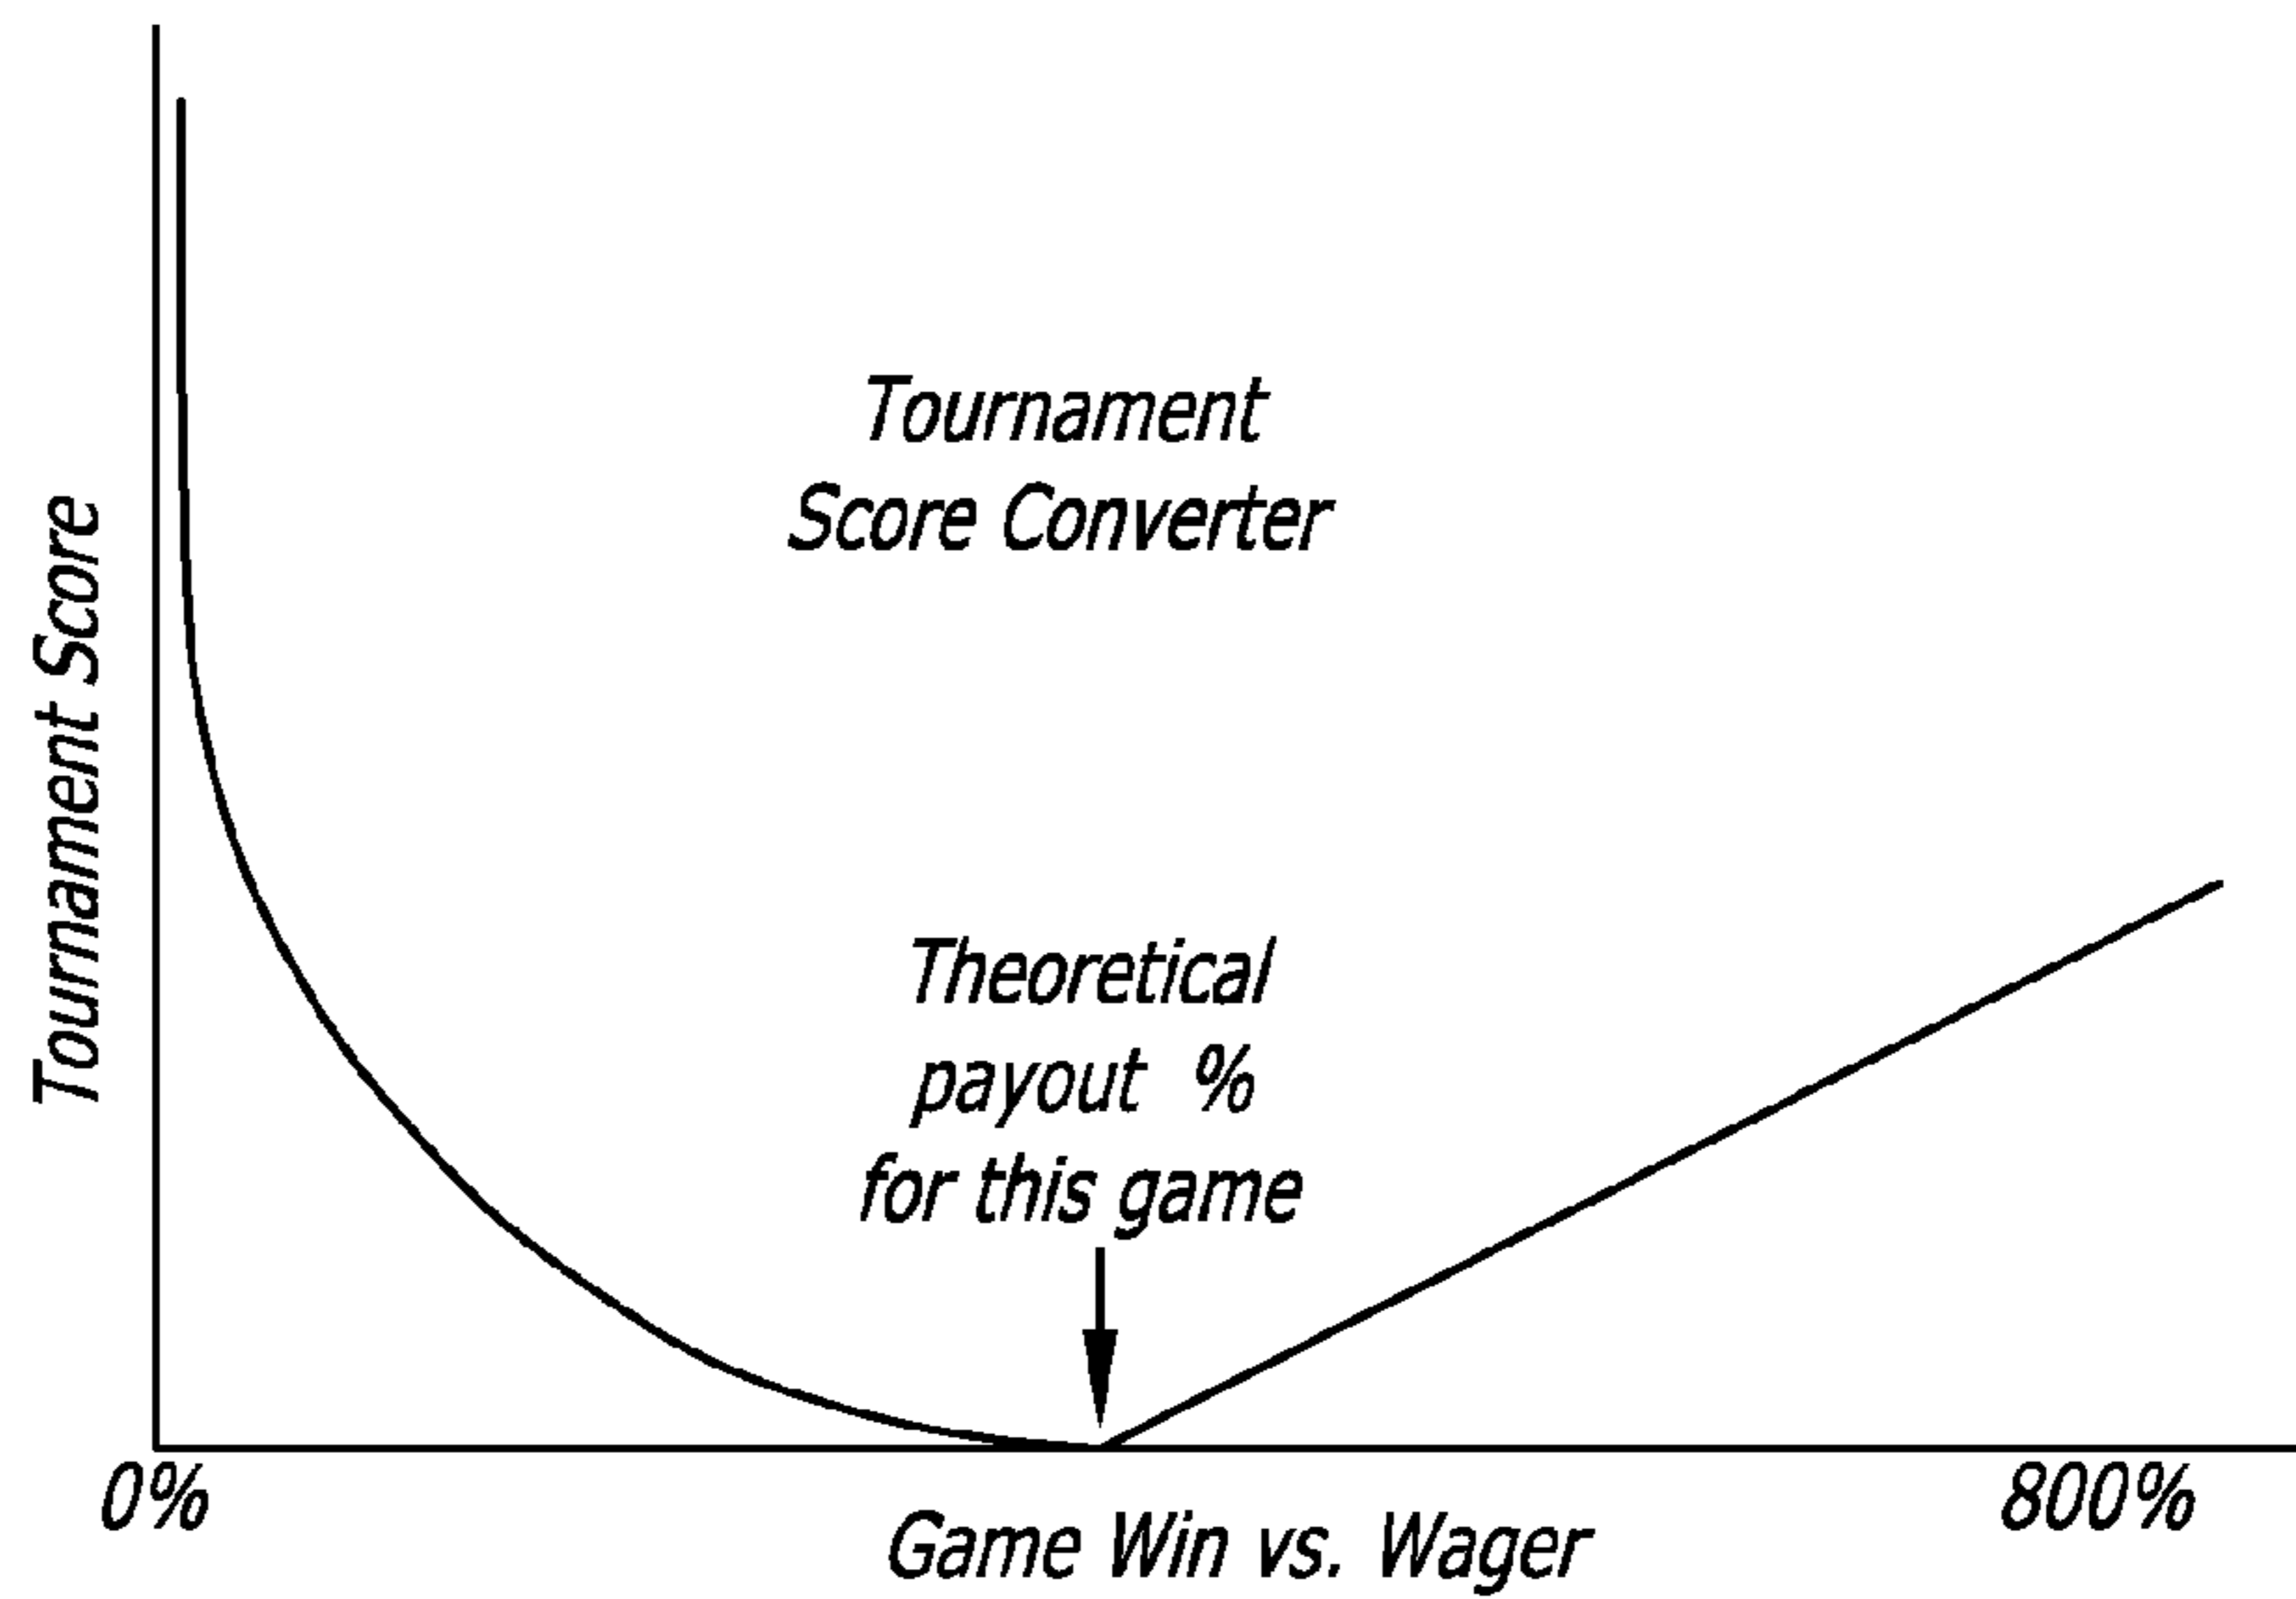 Tournament
Score Converter
Tournament Score
Theoretical
payout %
for this game
0%
800%
Game Win vs. Wager